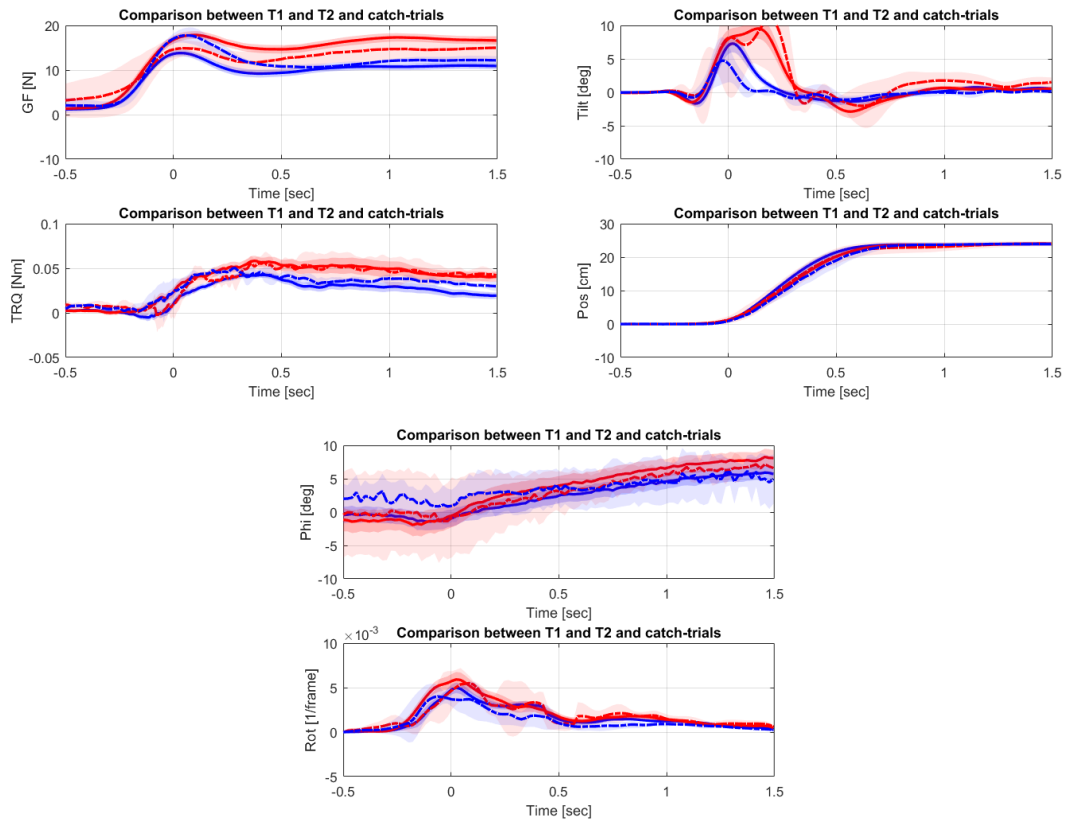 Comparison between T1 and T2 and catch-trials
20
10
0
-10
GF [N]
-0.5 0 0.5 1 1.5
Time [sec]
Comparison between T1 and T2 and catch-trials
10
5
0
-5
-10
Tilt [deg]
-0.5 0 0.5 1 1.5
Time [sec]
Comparison between T1 and T2 and catch-trials
0.1
0.05
0
-0.05
TRQ [Nm]
-0.5 0 0.5 1 1.5
Time [sec]
Comparison between T1 and T2 and catch-trials
30
20
10
0
-10
Pos [cm]
-0.5 0 0.5 1 1.5
Time [sec]
Comparison between T1 and T2 and catch-trials
10
5
0
-5
-10
Phi [deg]
-0.5 0 0.5 1 1.5
Time [sec]
×10⁻³ Comparison between T1 and T2 and catch-trials
10
5
0
-5
Rot [1/frame]
-0.5 0 0.5 1 1.5
Time [sec]